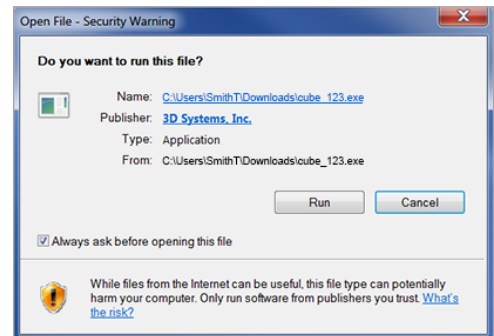 Open File - Security Warning
Do you want to run this file?
Name: C:\Users\SmithT\Downloads\cube_123.exe
Publisher: 3D Systems, Inc.
Type: Application
From: C:\Users\SmithT\Downloads\cube_123.exe
Run Cancel
Always ask before opening this file
While files from the Internet can be useful, this file type can potentially
harm your computer. Only run software from publishers you trust. What's
the risk?